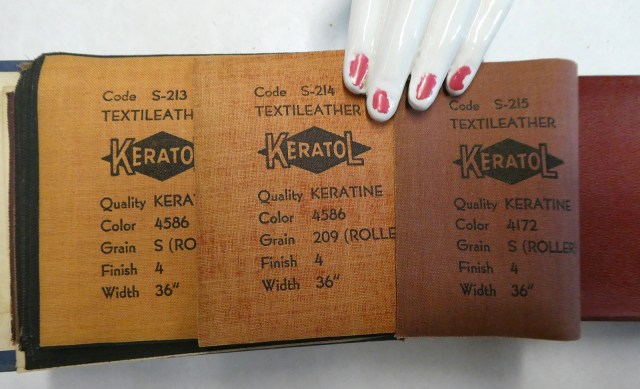 Code S-213
TEXTILEATH
KERATO
Quality KERA
Color 4586
Grain S (RO
Finish 4
Width 36"
Code S-214
TEXTILEATHER
KERATOL
Quality KERATINE
Color 4586
Grain 209 (ROLLE
Finish 4
Width 36"
Code S-215
TEXTILEATHER
KERATOL
Quality KERATINE
Color 4172
Grain S (ROLLER
Finish 4
Width 36"